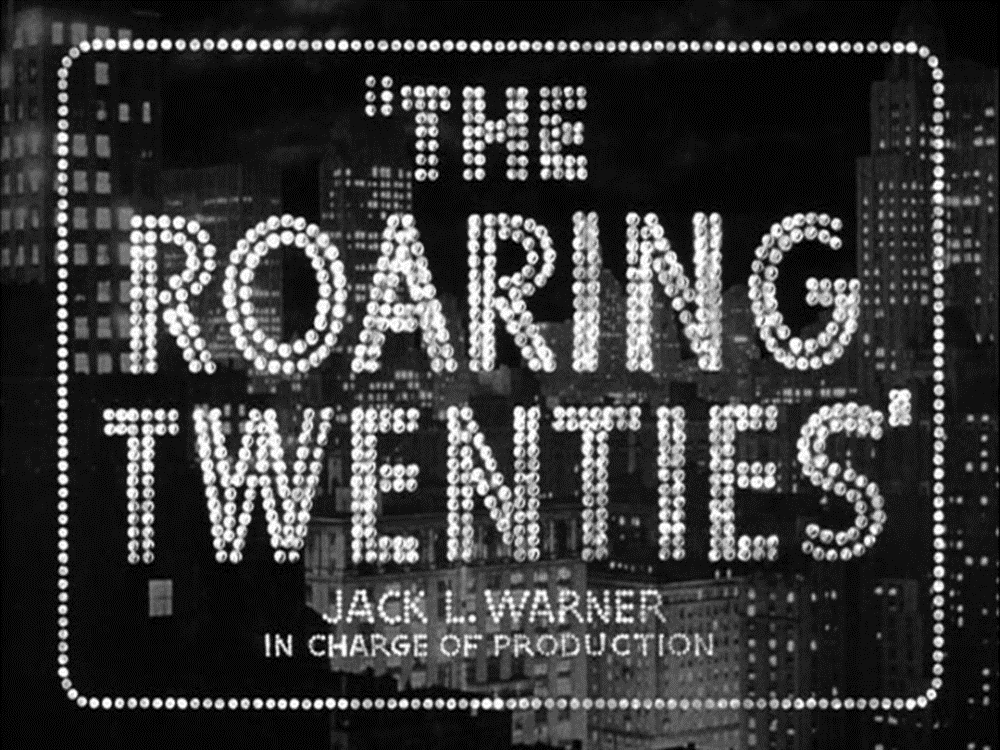 "THE
ROARING
TWENTIES"
JACK L. WARNER
IN CHARGE OF PRODUCTION